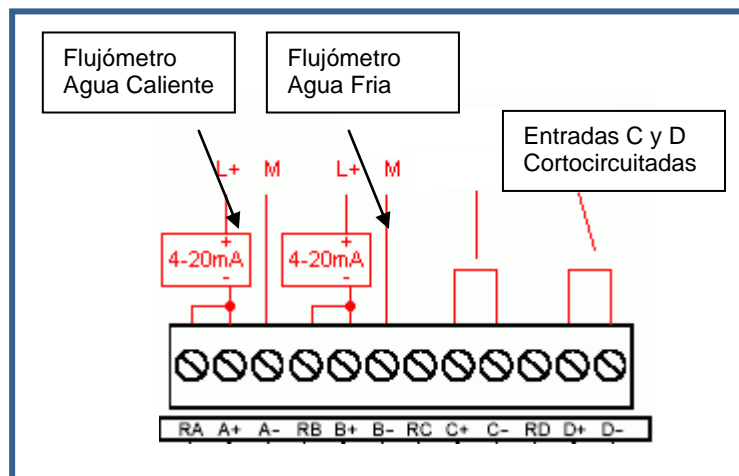 Flujómetro
Agua Caliente
Flujómetro
Agua Fria
Entradas C y D
Cortocircuitadas
L+ M L+ M
+ +
4-20mA 4-20mA
- -
RA A+ A- RB B+ B- RC C+ C- RD D+ D-